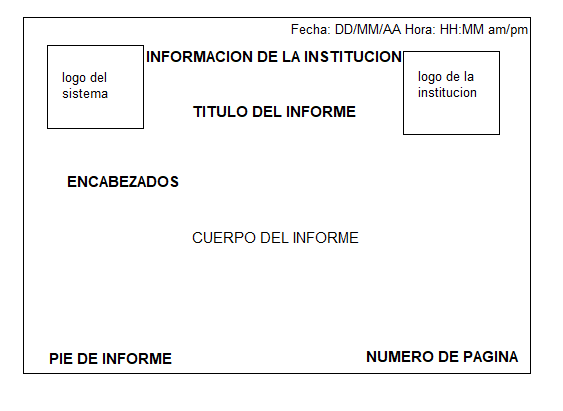 Fecha: DD/MM/AA Hora: HH:MM am/pm
INFORMACION DE LA INSTITUCION
logo del
sistema
logo de la
institucion
TITULO DEL INFORME
ENCABEZADOS
CUERPO DEL INFORME
PIE DE INFORME
NUMERO DE PAGINA